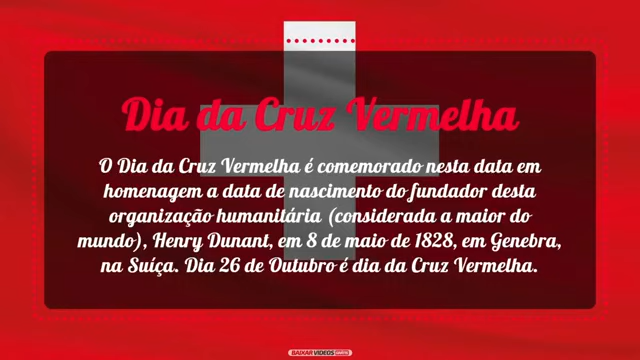 Dia da Cruz Vermelha
O Dia da Cruz Vermelha é comemorado nesta data em
homenagem a data de nascimento do fundador desta
organização humanitária (considerada a maior do
mundo), Henry Dunant, em 8 de maio de 1828, em Genebra,
na Suíça. Dia 26 de Outubro é dia da Cruz Vermelha.
BAIXAR VIDEOS